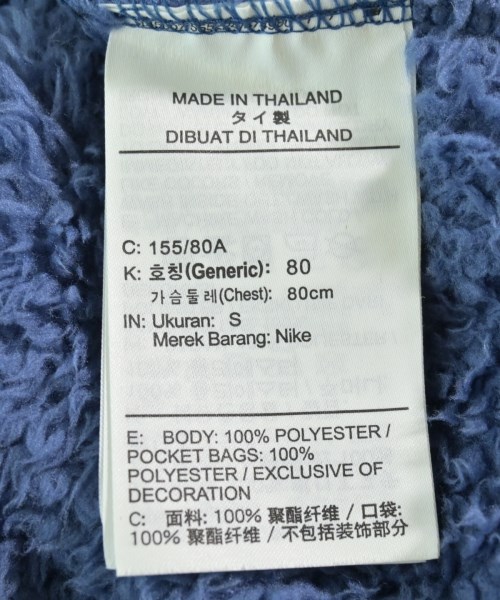 MADE IN THAILAND
タイ製
DIBUAT DI THAILAND
C: 155/80A
K: 호칭(Generic): 80
가슴둘레(Chest): 80cm
IN: Ukuran: S
Merek Barang: Nike
E: BODY: 100% POLYESTER /
POCKET BAGS: 100%
POLYESTER / EXCLUSIVE OF
DECORATION
C: 面料: 100% 聚酯纤维 / 口袋:
100% 聚酯纤维 / 不包括装饰部分